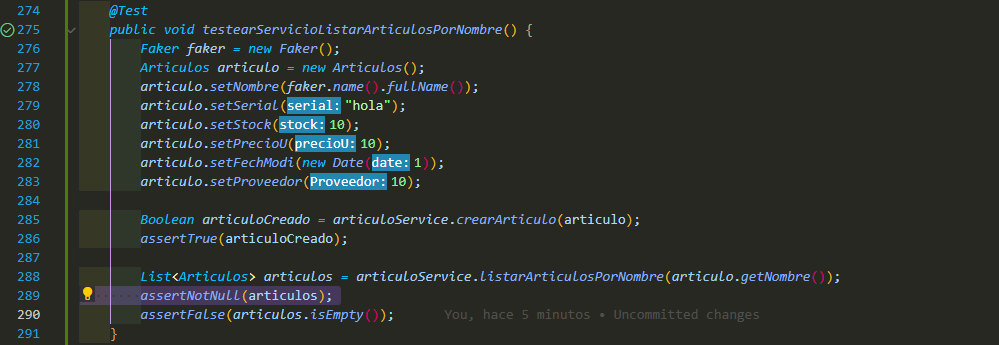 274 @Test
275 public void testearServicioListarArticulosPorNombre() {
276 Faker faker = new Faker();
277 Articulos articulo = new Articulos();
278 articulo.setNombre(faker.name().fullName());
279 articulo.setSerial(serial: "hola");
280 articulo.setStock(stock: 10);
281 articulo.setPrecioU(precioU: 10);
282 articulo.setFechModi(new Date(date: 1));
283 articulo.setProveedor(Proveedor: 10);
284
285 Boolean articuloCreado = articuloService.crearArticulo(articulo);
286 assertTrue(articuloCreado);
287
288 List<Articulos> articulos = articuloService.listarArticulosPorNombre(articulo.getNombre());
289 assertNotNull(articulos);
290 assertFalse(articulos.isEmpty()); You, hace 5 minutos • Uncommitted changes
291 }